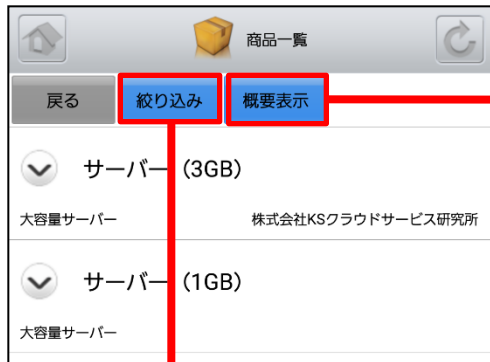 商品一覧
戻る 絞り込み 概要表示
サーバー（3GB）
大容量サーバー 株式会社KSクラウドサービス研究所
サーバー（1GB）
大容量サーバー